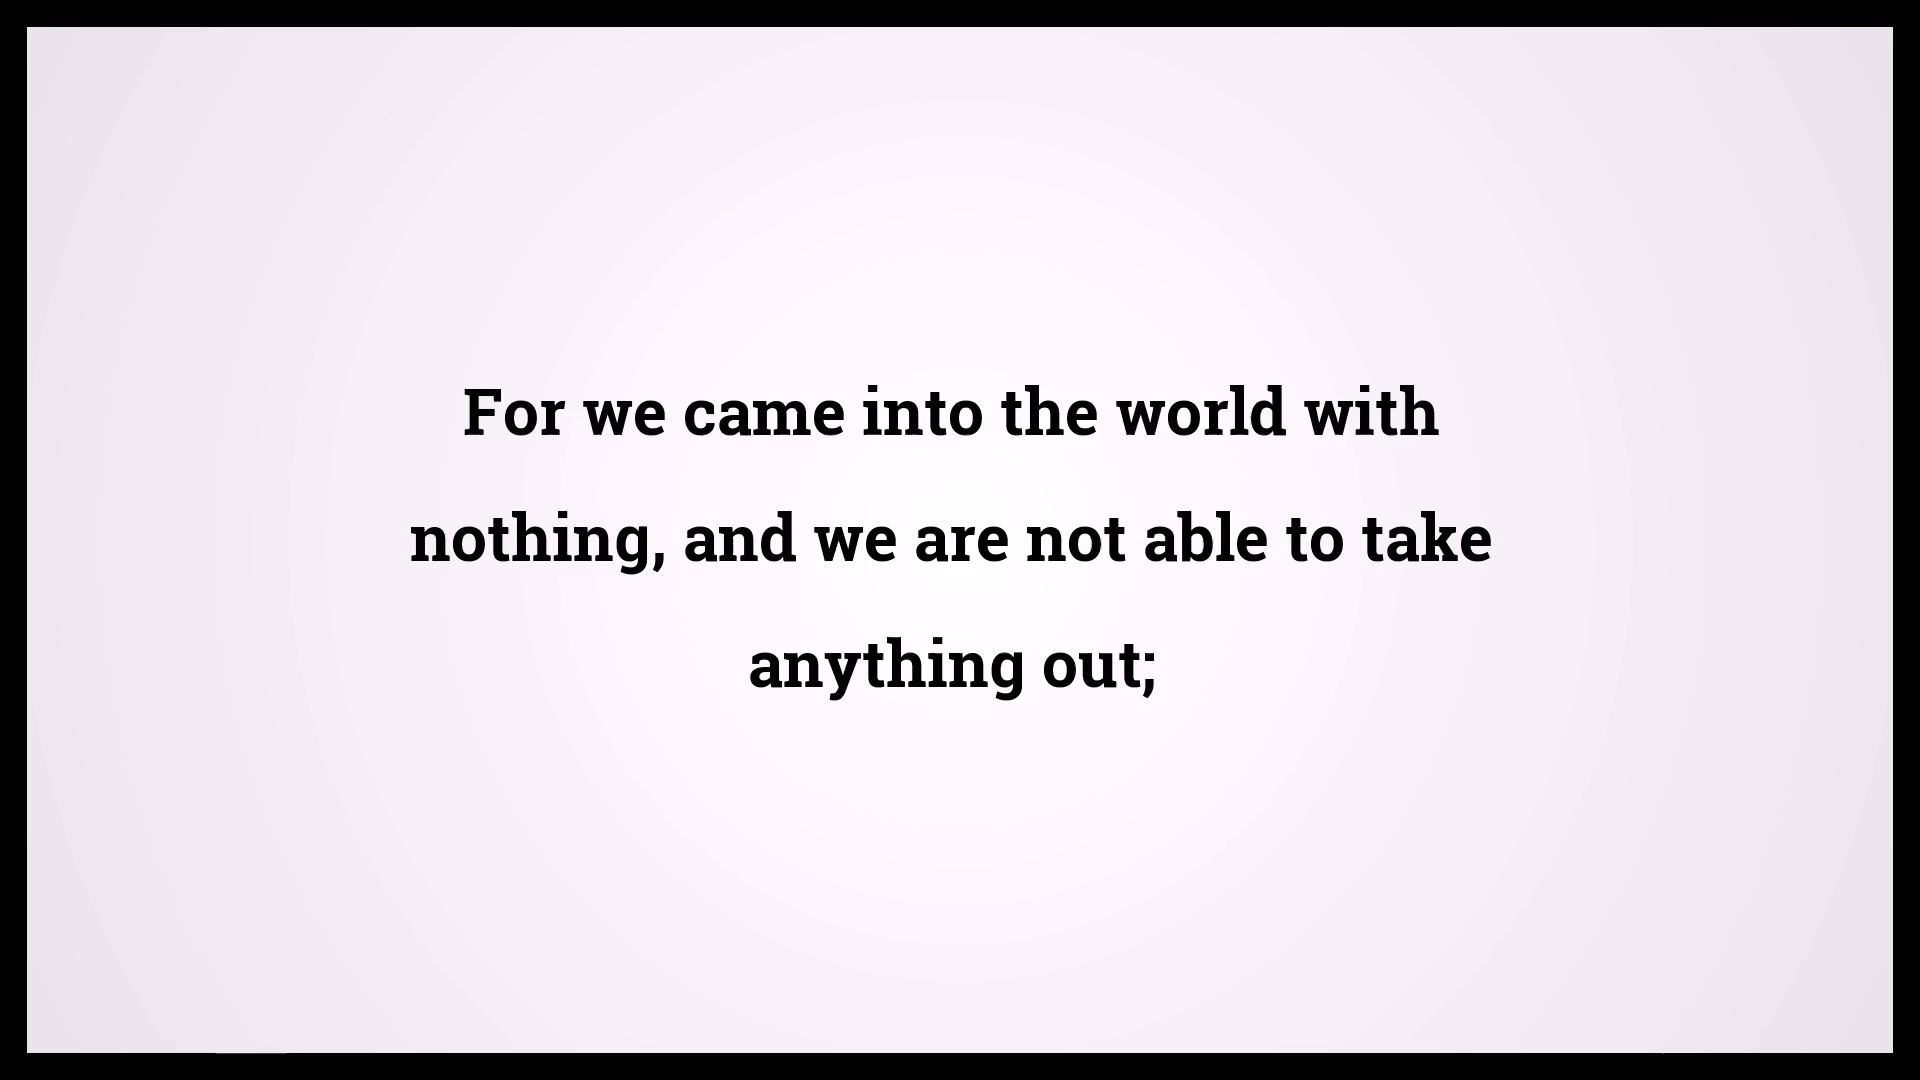 For we came into the world with
nothing, and we are not able to take
anything out;